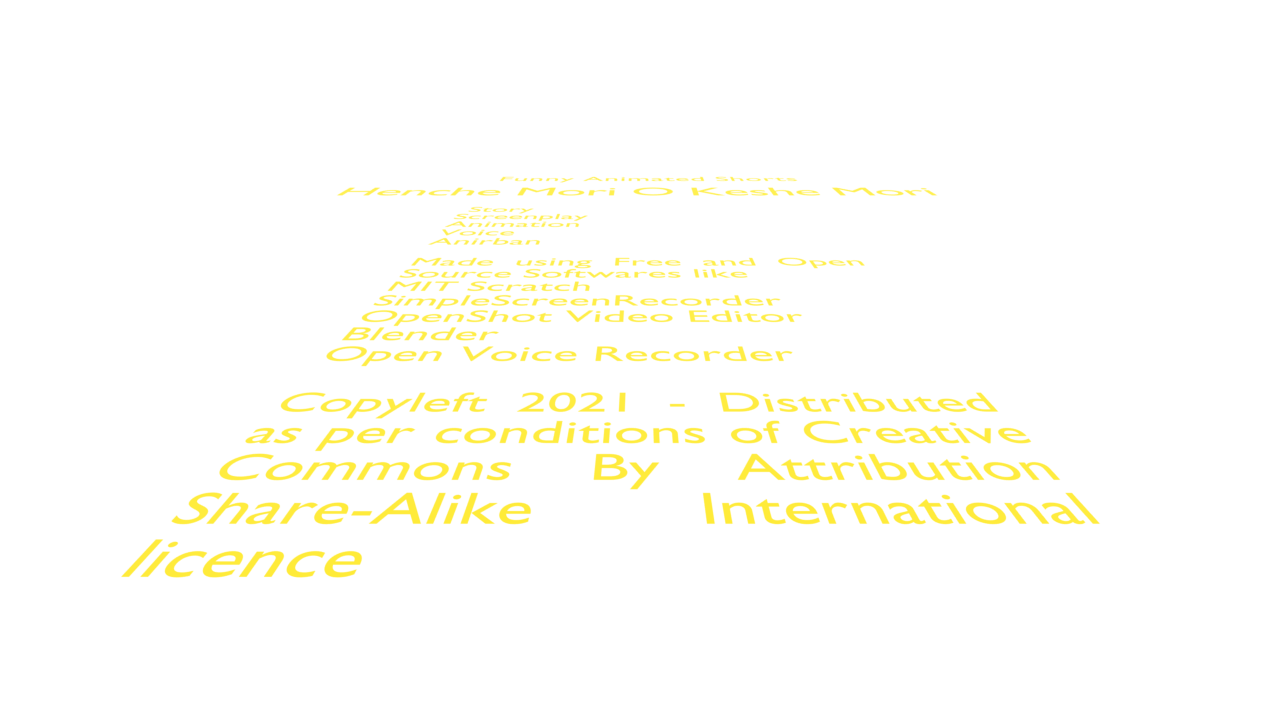 Funny Animated Shorts
Henche Mori O Keshe Mori
Story
Screenplay
Animation
Voice
Anirban
Made using Free and Open
Source Softwares like
MIT Scratch
SimpleScreenRecorder
OpenShot Video Editor
Blender
Open Voice Recorder
Copyleft 2021 - Distributed
as per conditions of Creative
Commons By Attribution
Share-Alike International
licence